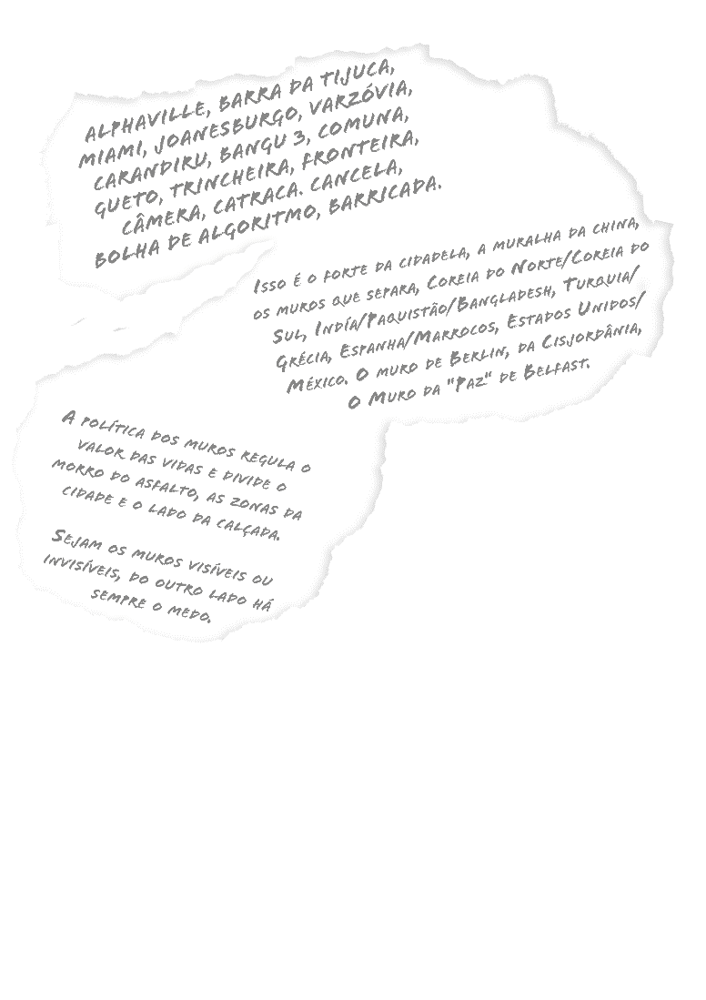 ALPHAVILLE, BARRA DA TIJUCA,
MIAMI, JOANESBURGO, VARZÓVIA,
CARANDIRU, BANGU 3, COMUNA,
GUETO, TRINCHEIRA, FRONTEIRA,
CÂMERA, CATRACA. CANCELA,
BOLHA DE ALGORITMO, BARRICADA.
ISSO É O FORTE DA CIDADELA, A MURALHA DA CHINA,
OS MUROS QUE SEPARA, COREIA DO NORTE/COREIA DO
SUL, INDÍA/PAQUISTÃO/BANGLADESH, TURQUIA/
GRÉCIA, ESPANHA/MARROCOS, ESTADOS UNIDOS/
MÉXICO. O MURO DE BERLIN, DA CISJORDÂNIA,
O MURO DA "PAZ" DE BELFAST.
A POLÍTICA DOS MUROS REGULA O
VALOR DAS VIDAS E DIVIDE O
MORRO DO ASFALTO, AS ZONAS DA
CIDADE E O LADO DA CALÇADA.
SEJAM OS MUROS VISÍVEIS OU
INVISÍVEIS, DO OUTRO LADO HÁ
SEMPRE O MEDO.